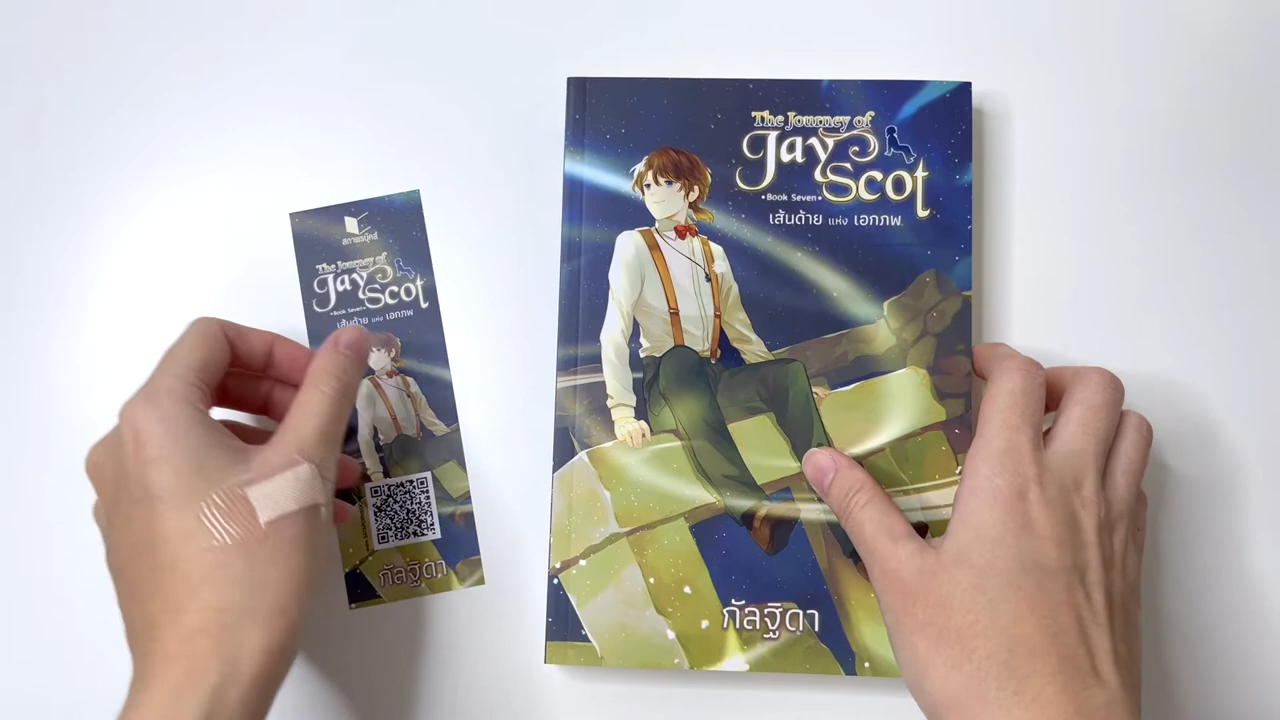 สถาพรบุ๊คส์
The Journey of
Jay
Scot
•Book Seven•
เส้นด้าย แห่ง เอกภพ
กัลฐิดา
The Journey of
Jay
Scot
•Book Seven•
เส้นด้าย แห่ง เอกภพ
กัลฐิดา